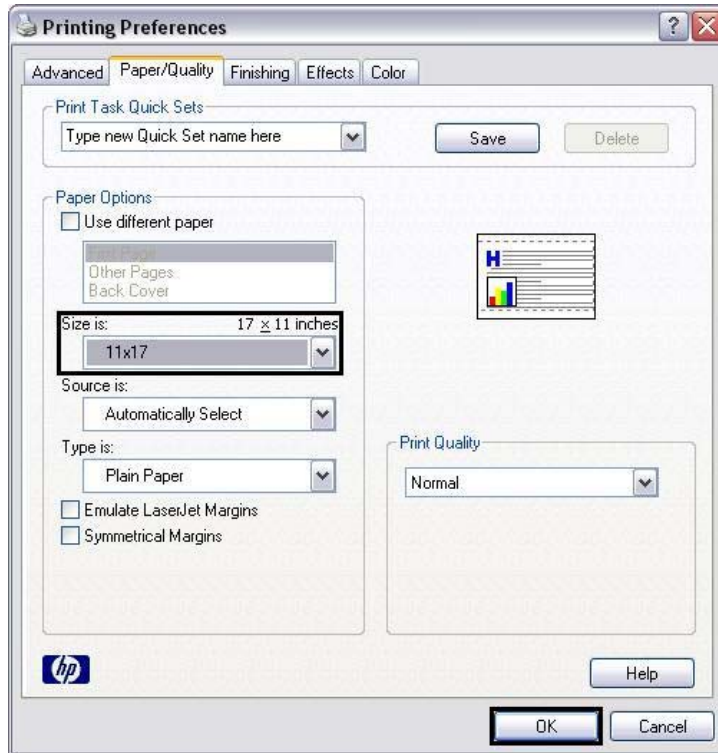 Printing Preferences
Advanced Paper/Quality Finishing Effects Color
Print Task Quick Sets
Type new Quick Set name here Save Delete
Paper Options
Use different paper
First Page
Other Pages
Back Cover
Size is: 17 x 11 inches
11x17
Source is:
Automatically Select
Type is:
Plain Paper
Emulate LaserJet Margins
Symmetrical Margins
H
Print Quality
Normal
hp
Help
OK Cancel